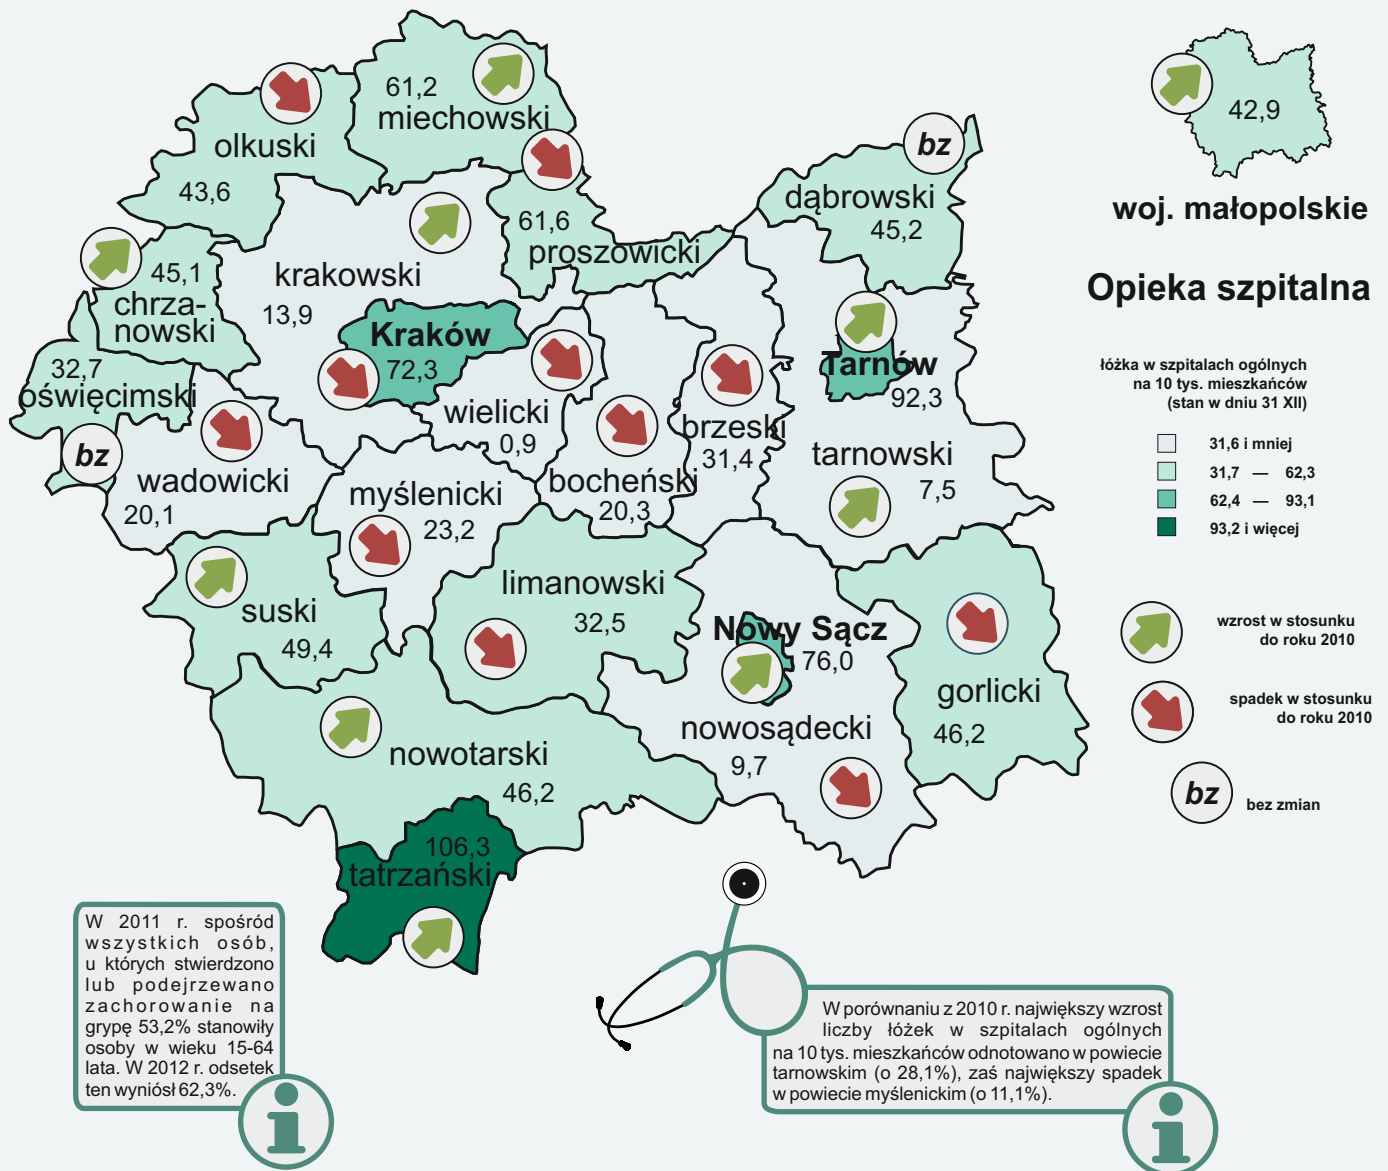 61,2
miechowski
olkuski
43,6
bz
dąbrowski
45,2
42,9
woj. małopolskie
61,6
proszowicki
krakowski
13,9
45,1
chrza-
nowski
Opieka szpitalna
Kraków
72,3
Tarnów
92,3
32,7
oświęcimski
bz
wielicki
0,9
brzeski
31,4
tarnowski
7,5
wadowicki
20,1
myślenicki
23,2
bocheński
20,3
łóżka w szpitalach ogólnych
na 10 tys. mieszkańców
(stan w dniu 31 XII)
31,6 i mniej
31,7 — 62,3
62,4 — 93,1
93,2 i więcej
suski
49,4
limanowski
32,5
Nowy Sącz
76,0
nowosądecki
9,7
gorlicki
46,2
wzrost w stosunku
do roku 2010
spadek w stosunku
do roku 2010
bz
bez zmian
nowotarski
46,2
106,3
tatrzański
W 2011 r. spośród
wszystkich osób,
u których stwierdzono
lub podejrzewano
zachorowanie na
grypę 53,2% stanowiły
osoby w wieku 15-64
lata. W 2012 r. odsetek
ten wyniósł 62,3%.
W porównaniu z 2010 r. największy wzrost
liczby łóżek w szpitalach ogólnych
na 10 tys. mieszkańców odnotowano w powiecie
tarnowskim (o 28,1%), zaś największy spadek
w powiecie myślenickim (o 11,1%).